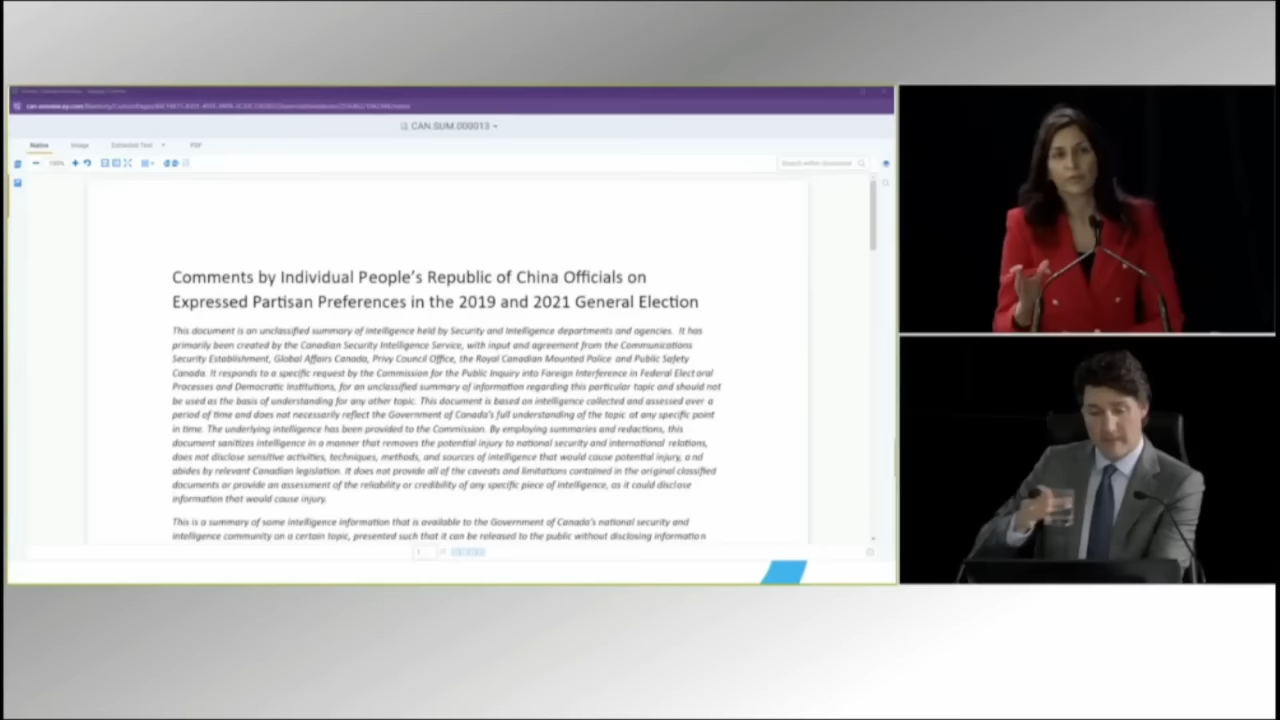 CAN.SUM.000013
Native Image Extracted Text PDF
100%
Search within document
Comments by Individual People's Republic of China Officials on
Expressed Partisan Preferences in the 2019 and 2021 General Election
This document is an unclassified summary of intelligence held by Security and Intelligence departments and agencies. It has
primarily been created by the Canadian Security Intelligence Service, with input and agreement from the Communications
Security Establishment, Global Affairs Canada, Privy Council Office, the Royal Canadian Mounted Police and Public Safety
Canada. It responds to a specific request by the Commission for the Public Inquiry into Foreign Interference in Federal Electoral
Processes and Democratic Institutions, for an unclassified summary of information regarding this particular topic and should not
be used as the basis of understanding for any other topic. This document is based on intelligence collected and assessed over a
period of time and does not necessarily reflect the Government of Canada's full understanding of the topic at any specific point
in time. The underlying intelligence has been provided to the Commission. By employing summaries and redactions, this
document sanitizes intelligence in a manner that removes the potential injury to national security and international relations,
does not disclose sensitive activities, techniques, methods, and sources of intelligence that would cause potential injury, and
abides by relevant Canadian legislation. It does not provide all of the caveats and limitations contained in the original classified
documents or provide an assessment of the reliability or credibility of any specific piece of intelligence, as it could disclose
information that would cause injury.
This is a summary of some intelligence information that is available to the Government of Canada's national security and
intelligence community on a certain topic, presented such that it can be released to the public without disclosing information
1